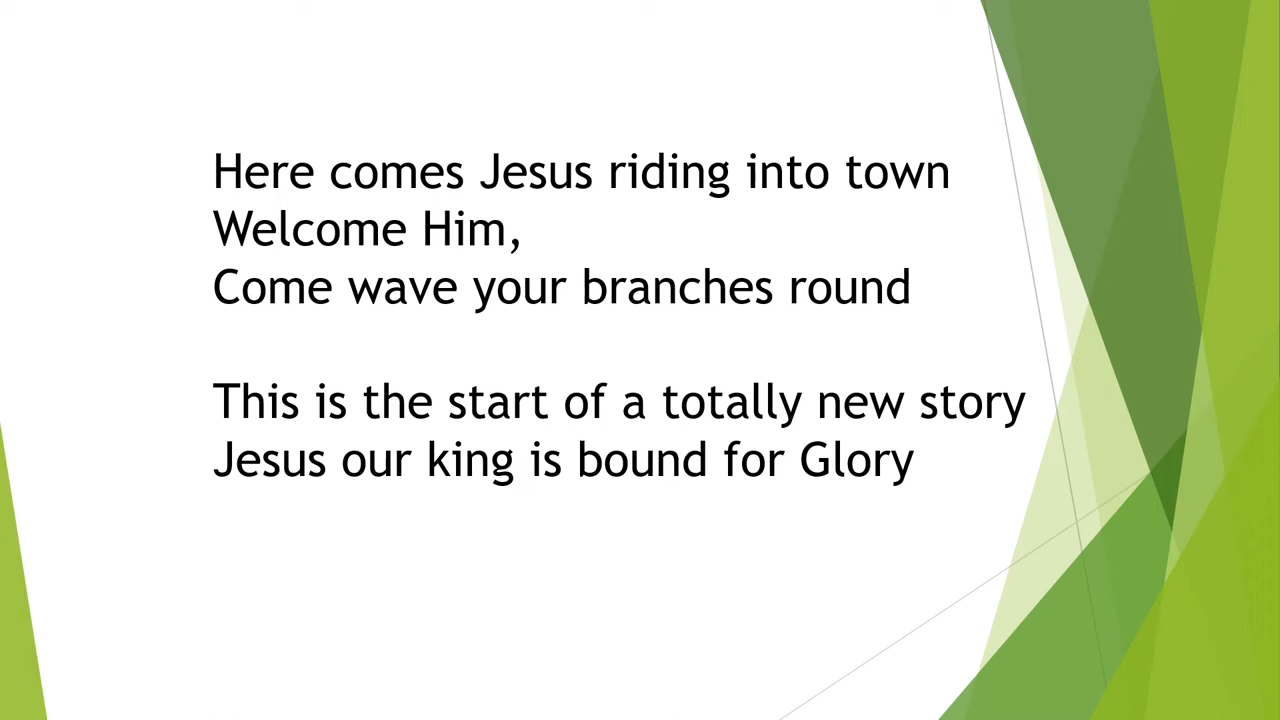 Here comes Jesus riding into town
Welcome Him,
Come wave your branches round
This is the start of a totally new story
Jesus our king is bound for Glory